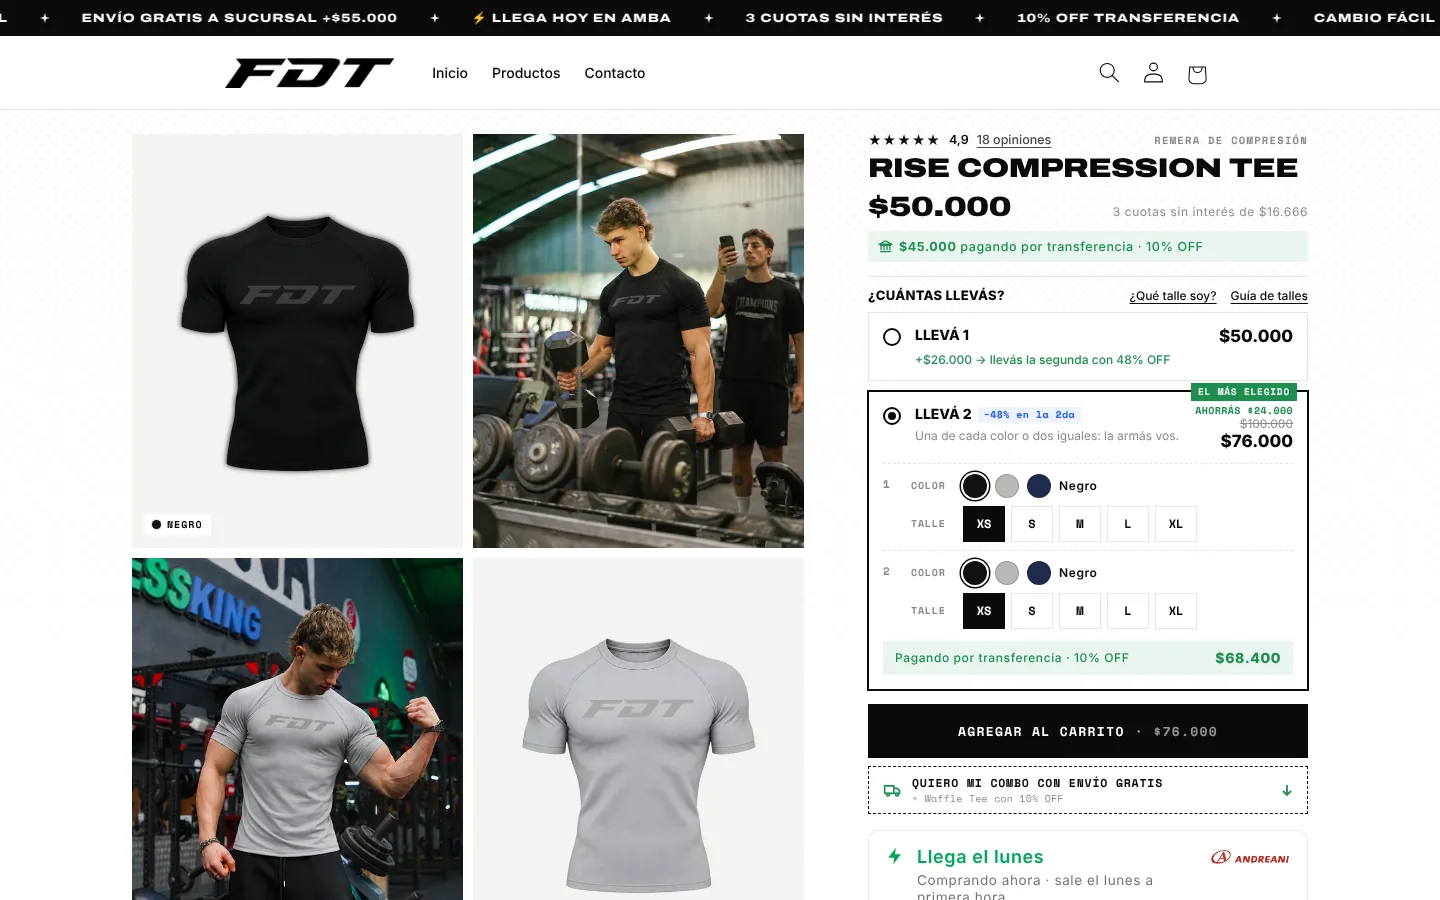 ENVÍO GRATIS A SUCURSAL +$55.000 ✦ ⚡ LLEGA HOY EN AMBA ✦ 3 CUOTAS SIN INTERÉS ✦ 10% OFF TRANSFERENCIA ✦ CAMBIO FÁCIL
FDT
Inicio Productos Contacto
FDT
NEGRO
FDT
CHAMPIONS
ESSKING
FDT
FDT
★★★★★ 4,9 18 opiniones
REMERA DE COMPRESIÓN
RISE COMPRESSION TEE
$50.000
3 cuotas sin interés de $16.666
$45.000 pagando por transferencia · 10% OFF
¿CUÁNTAS LLEVÁS?
¿Qué talle soy? Guía de talles
LLEVÁ 1 $50.000
+$26.000 → llevás la segunda con 48% OFF
EL MÁS ELEGIDO
LLEVÁ 2 -48% en la 2da
AHORRÁS $24.000
$100.000
$76.000
Una de cada color o dos iguales: la armás vos.
1 COLOR Negro
TALLE XS S M L XL
2 COLOR Negro
TALLE XS S M L XL
Pagando por transferencia · 10% OFF $68.400
AGREGAR AL CARRITO · $76.000
QUIERO MI COMBO CON ENVÍO GRATIS
+ Waffle Tee con 10% OFF
Llega el lunes
ANDREANI
Comprando ahora · sale el lunes a
primera hora